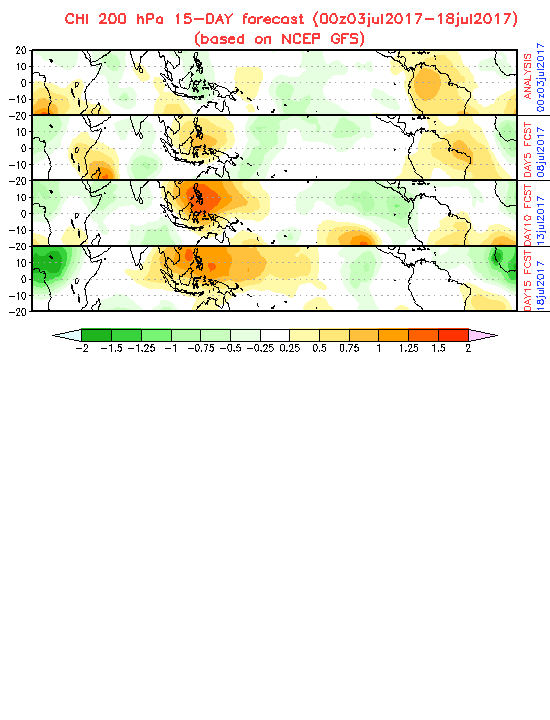 CHI 200 hPa 15-DAY forecast (00z03jul2017-18jul2017)
(based on NCEP GFS)
20
10
0
-10
-20
ANALYSIS
00z03jul2017
10
0
-10
-20
DAY5 FCST
08jul2017
10
0
-10
-20
DAY10 FCST
13jul2017
10
0
-10
-20
DAY15 FCST
18jul2017
-2 -1.5 -1.25 -1 -0.75 -0.5 -0.25 0.25 0.5 0.75 1 1.25 1.5 2